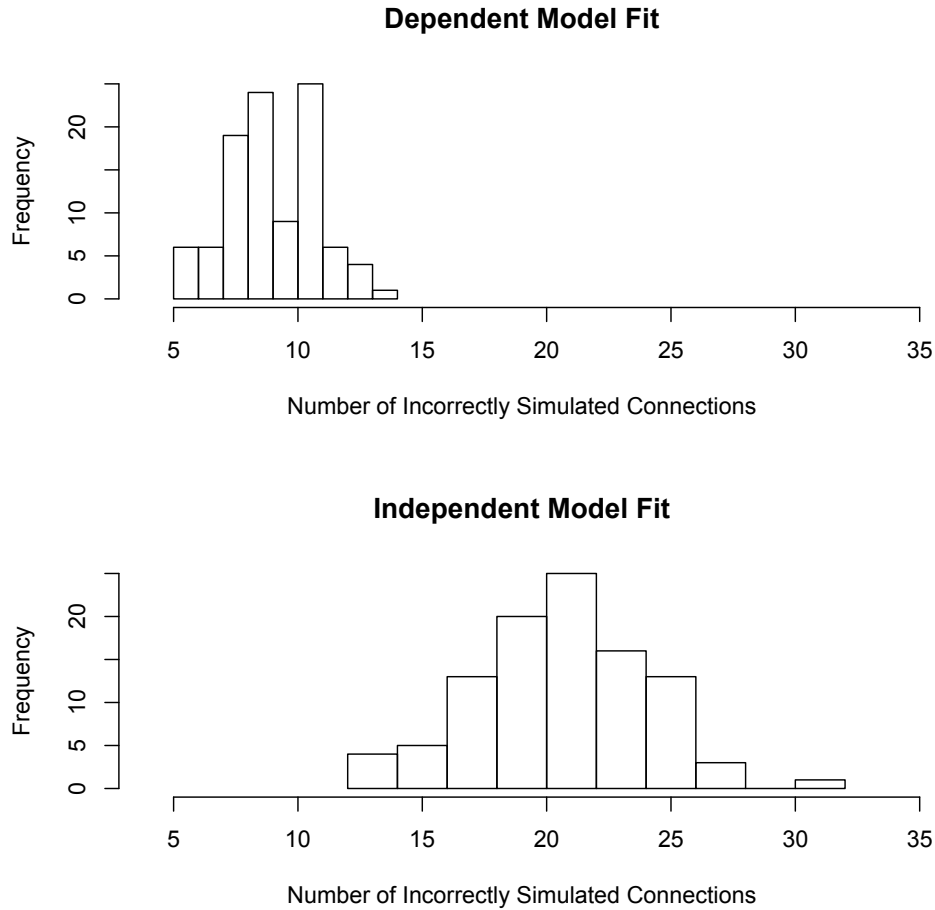 Dependent Model Fit
Frequency
0 5 10 20
5 10 15 20 25 30 35
Number of Incorrectly Simulated Connections
Independent Model Fit
Frequency
0 5 10 20
5 10 15 20 25 30 35
Number of Incorrectly Simulated Connections